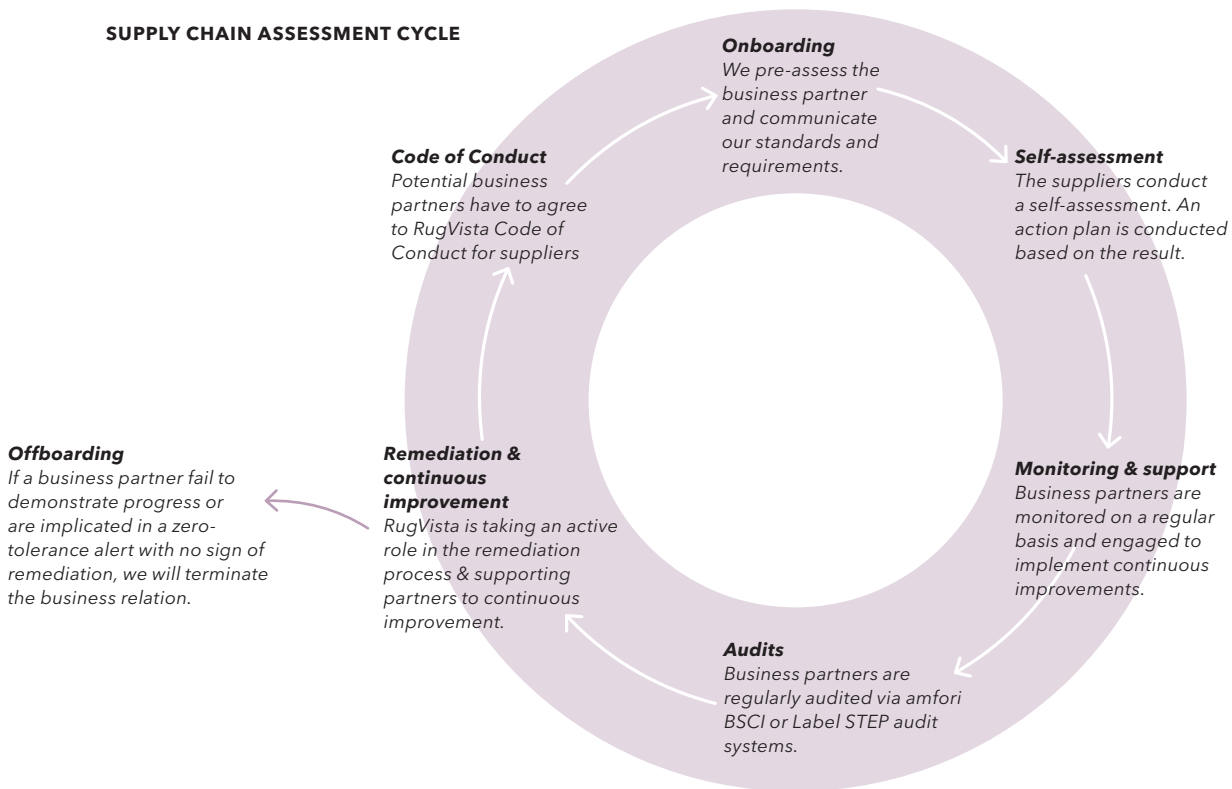 SUPPLY CHAIN ASSESSMENT CYCLE
Onboarding
We pre-assess the
business partner
and communicate
our standards and
requirements.
Self-assessment
The suppliers conduct
a self-assessment. An
action plan is conducted
based on the result.
Monitoring & support
Business partners are
monitored on a regular
basis and engaged to
implement continuous
improvements.
Audits
Business partners are
regularly audited via amfori
BSCI or Label STEP audit
systems.
Remediation &
continuous
improvement
RugVista is taking an active
role in the remediation
process & supporting
partners to continuous
improvement.
Code of Conduct
Potential business
partners have to agree
to RugVista Code of
Conduct for suppliers
Offboarding
If a business partner fail to
demonstrate progress or
are implicated in a zero-
tolerance alert with no sign of
remediation, we will terminate
the business relation.